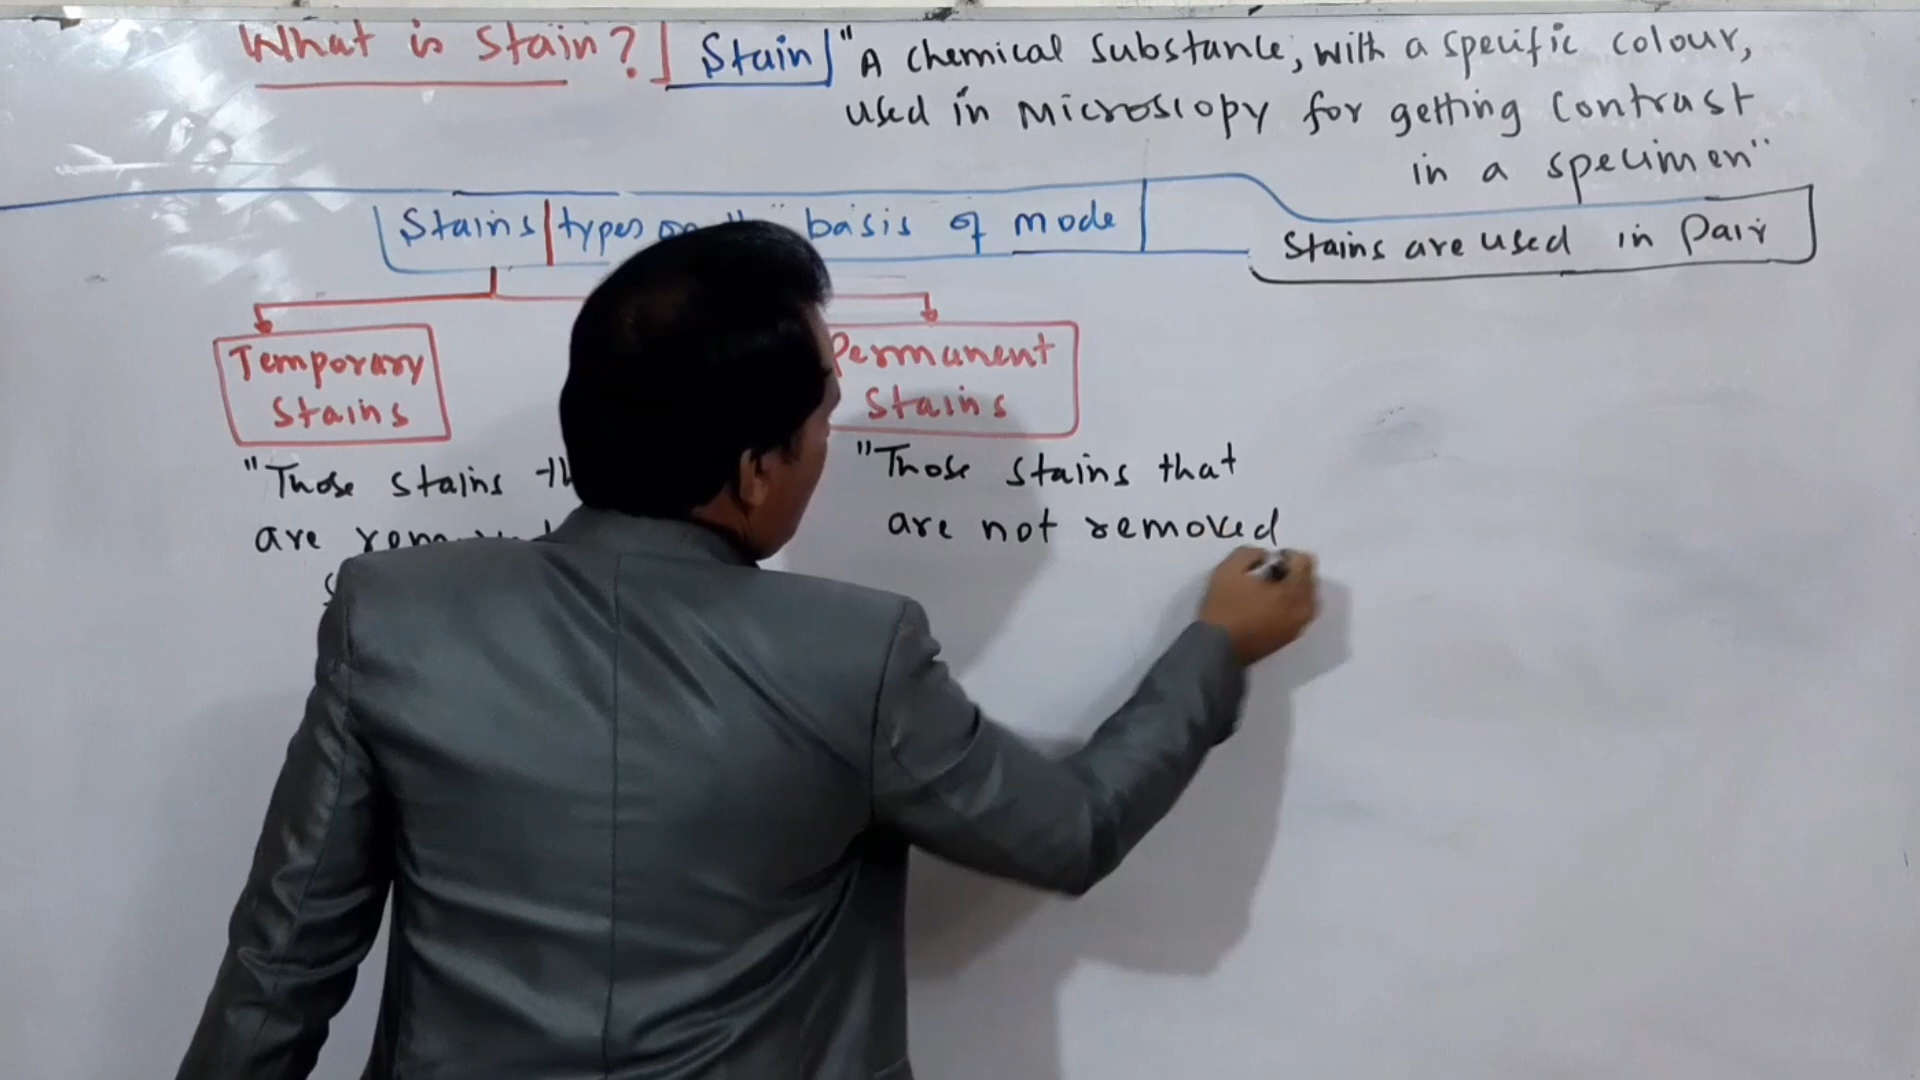 What is Stain?
Stain "A chemical substance, with a specific colour,
used in Microscopy for getting Contrast
in a specimen"
Stains types basis of mode
Stains are used in Pair
Temporary
Stains
Permanent
Stains
"Those stains
are
"Those stains that
are not removed